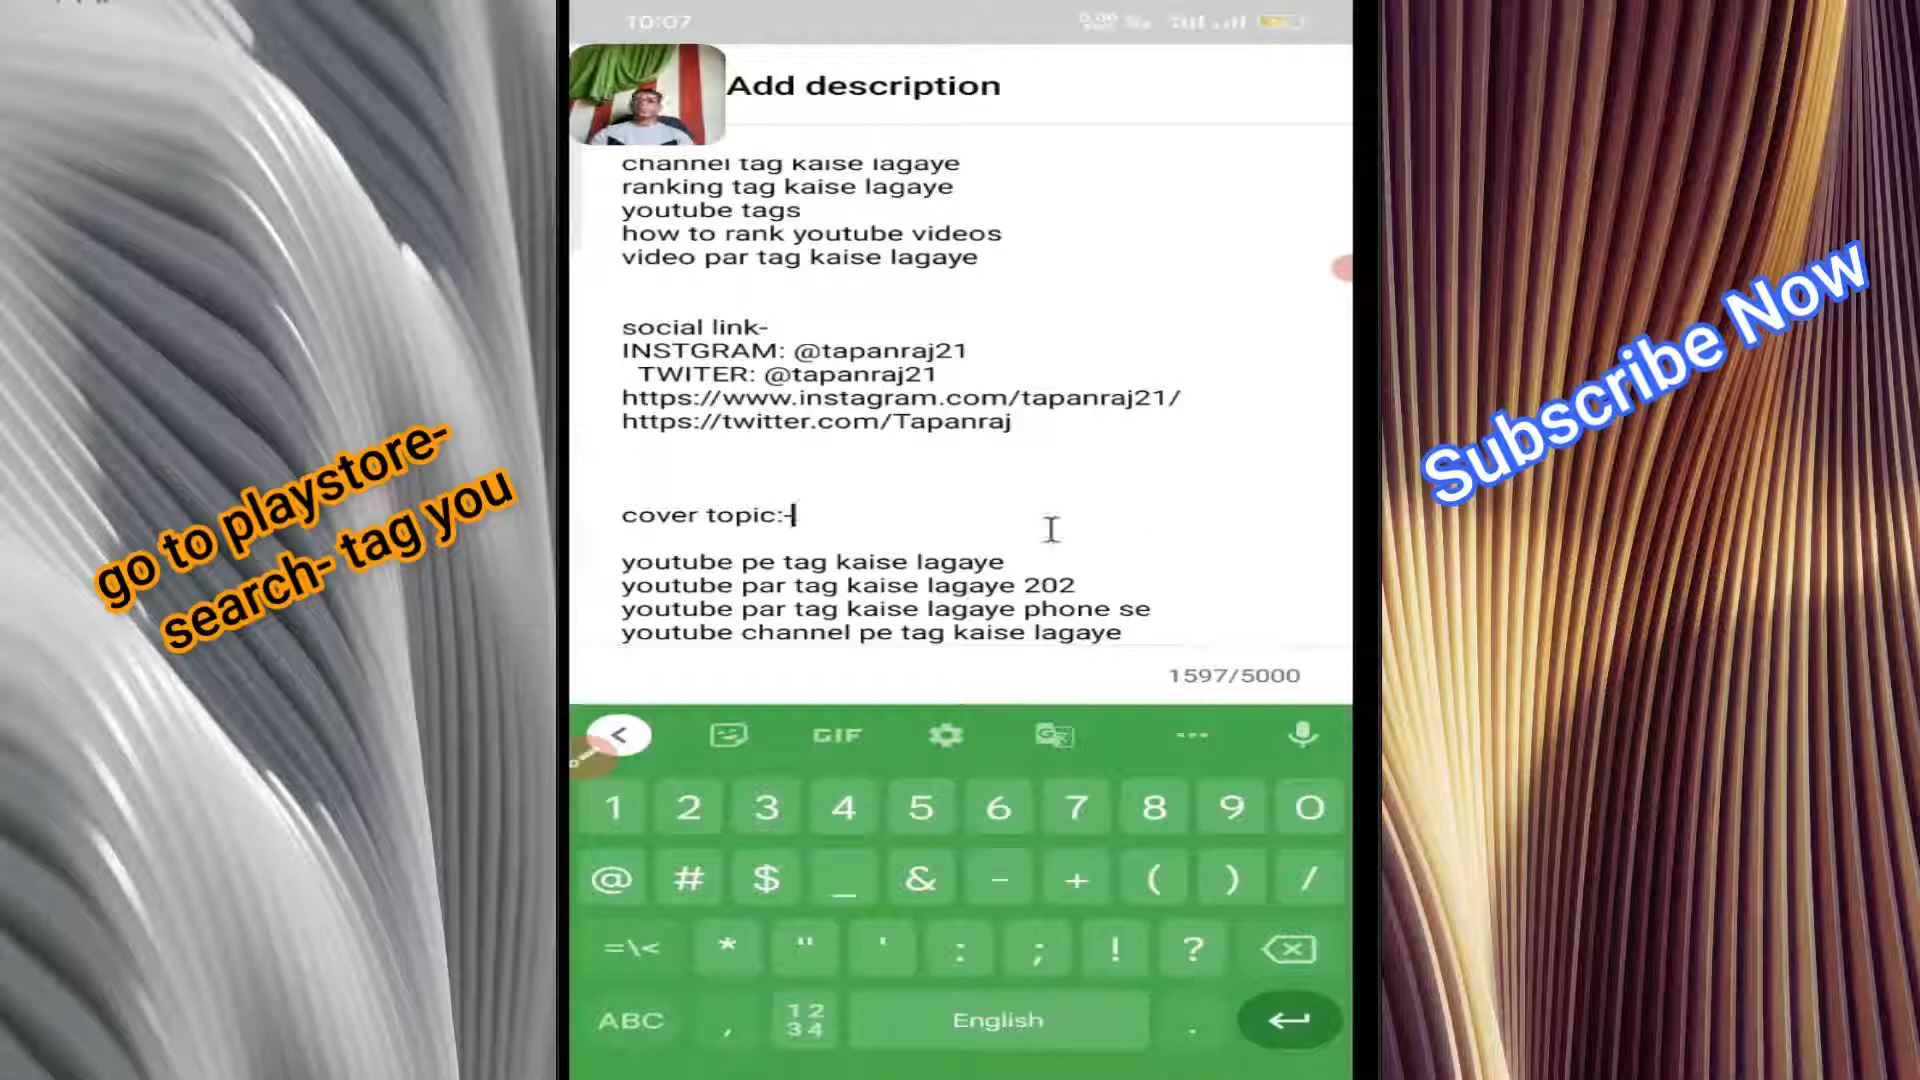 10:07
Add description
channel tag kaise lagaye
ranking tag kaise lagaye
youtube tags
how to rank youtube videos
video par tag kaise lagaye
social link-
INSTGRAM: @tapanraj21
TWITER: @tapanraj21
https://www.instagram.com/tapanraj21/
https://twitter.com/Tapanraj
cover topic:-
youtube pe tag kaise lagaye
youtube par tag kaise lagaye 202
youtube par tag kaise lagaye phone se
youtube channel pe tag kaise lagaye
1597/5000
go to playstore-
search- tag you
Subscribe Now
GIF
1 2 3 4 5 6 7 8 9 0
@ # $ _ & - + ( ) /
=\< * " ' : ; ! ?
ABC , 12 34 English .